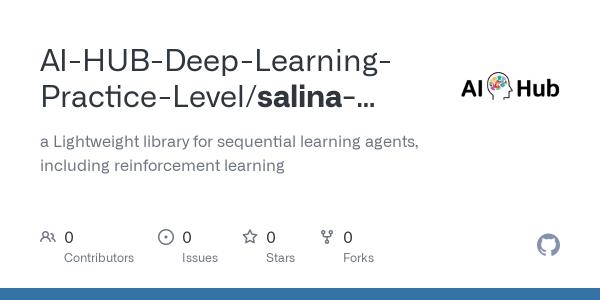 AI-HUB-Deep-Learning-
Practice-Level/salina-...
AI Hub
a Lightweight library for sequential learning agents,
including reinforcement learning
0 0 0 0
Contributors Issues Stars Forks